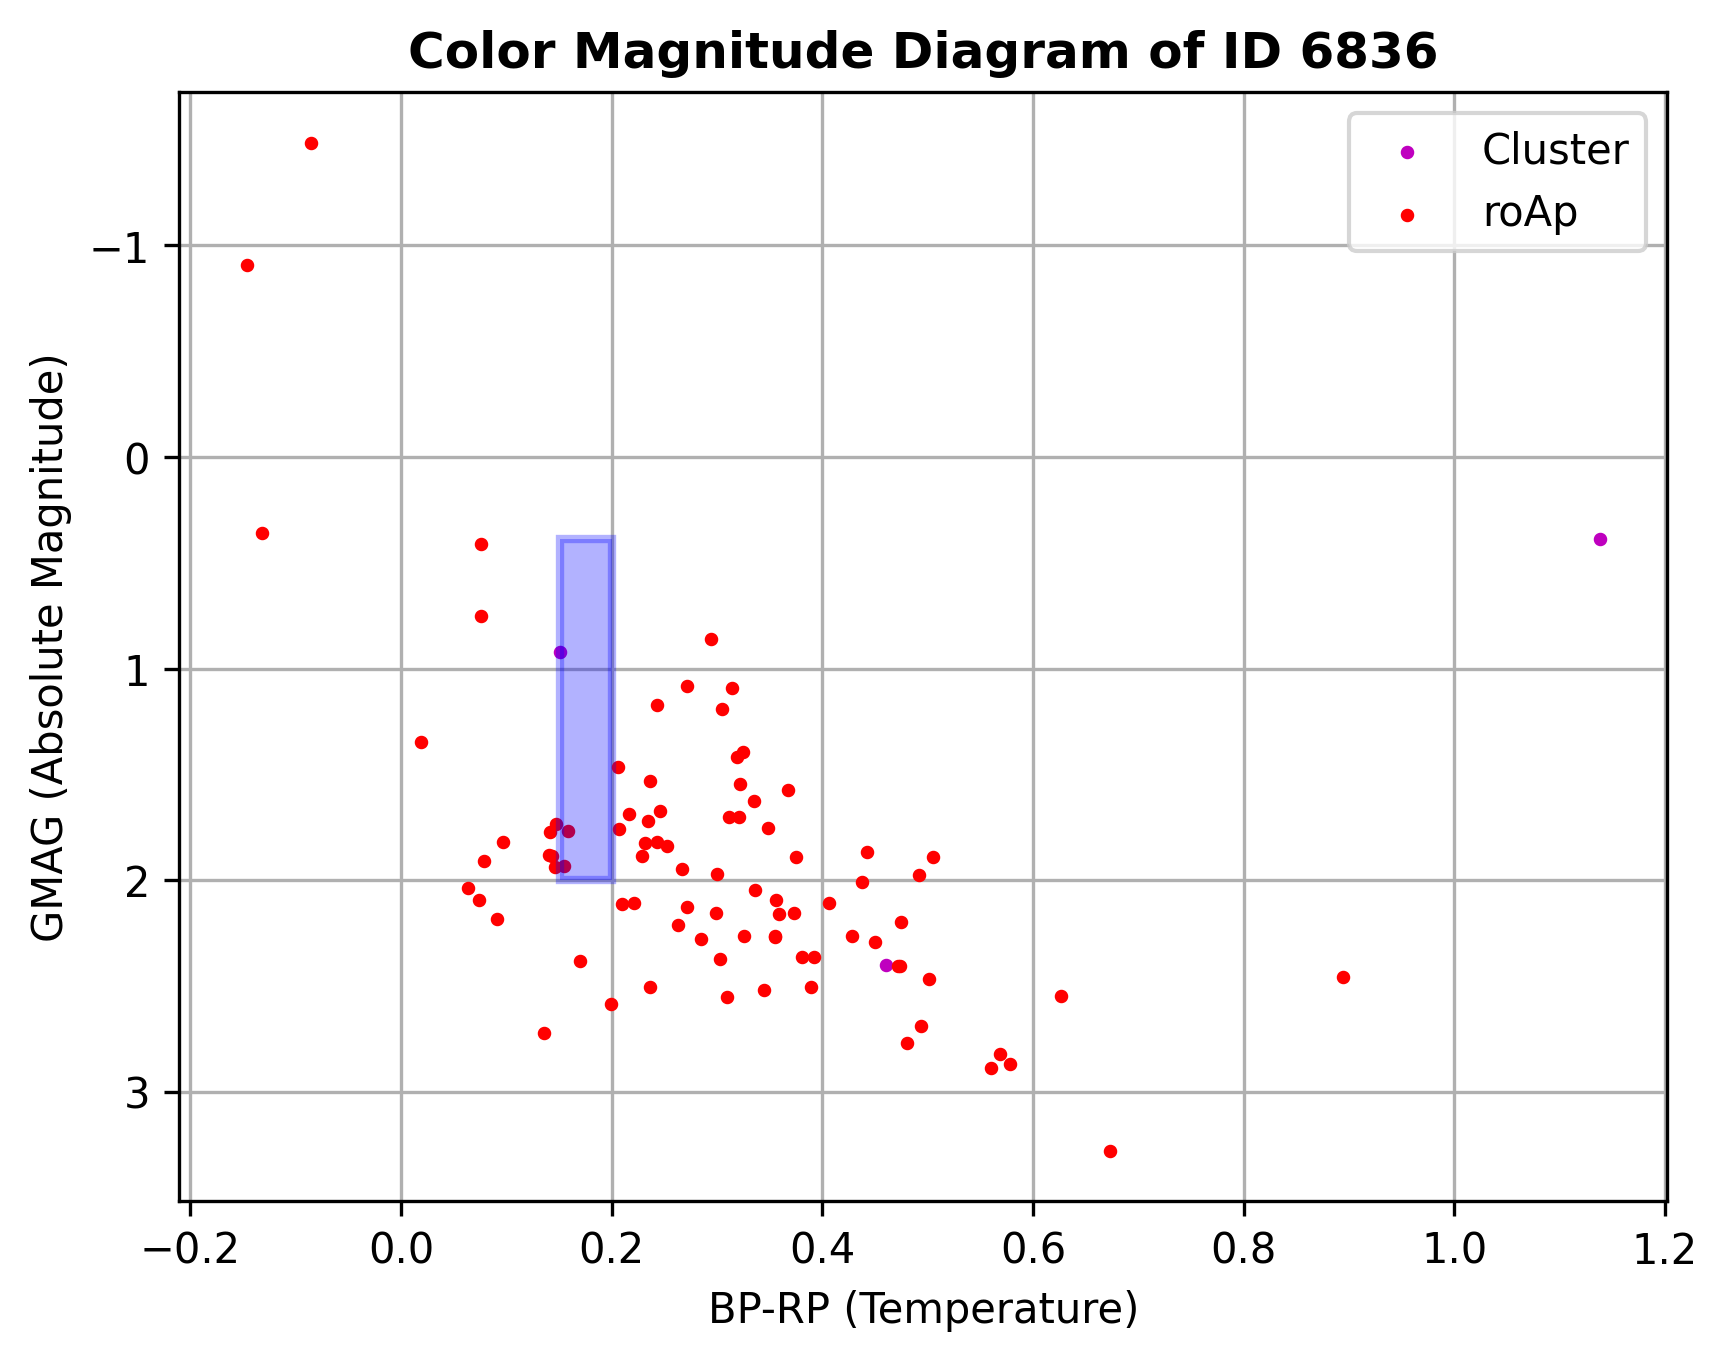 Color Magnitude Diagram of ID 6836
Cluster
roAp
GMAG (Absolute Magnitude)
−1
0
1
2
3
−0.2 0.0 0.2 0.4 0.6 0.8 1.0 1.2
BP-RP (Temperature)